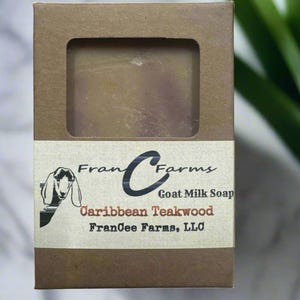 Fran C Farms
Goat Milk Soap
Caribbean Teakwood
FranCee Farms, LLC